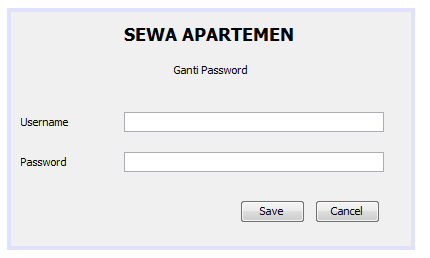 SEWA APARTEMEN
Ganti Password
Username
Password
Save Cancel